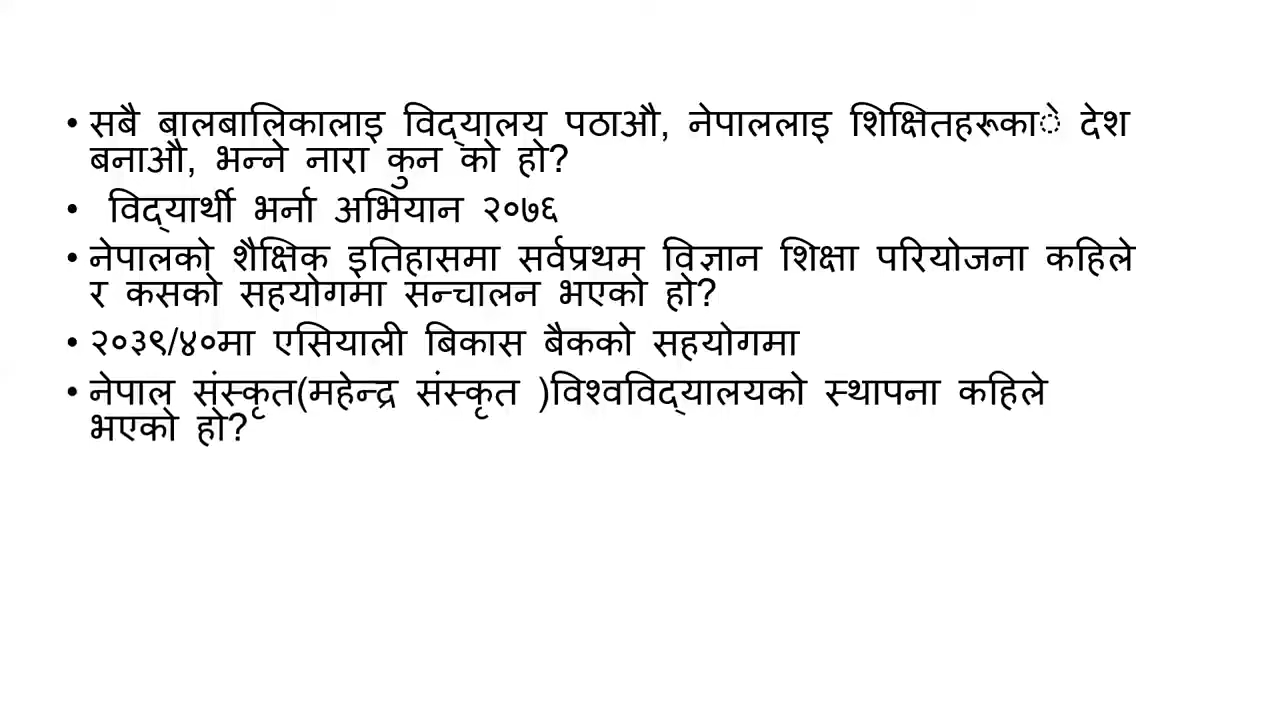 • सबै बालबालिकालाइ विद्यालय पठाऔ, नेपाललाइ शिक्षितहरूकाे देश
बनाऔ, भन्ने नारा कुन को हो?
• विद्यार्थी भर्ना अभियान २०७६
• नेपालको शैक्षिक इतिहासमा सर्वप्रथम विज्ञान शिक्षा परियोजना कहिले
र कसको सहयोगमा सन्चालन भएको हो?
• २०३९/४०मा एसियाली बिकास बैकको सहयोगमा
• नेपाल संस्कृत(महेन्द्र संस्कृत )विश्वविद्यालयको स्थापना कहिले
भएको हो?